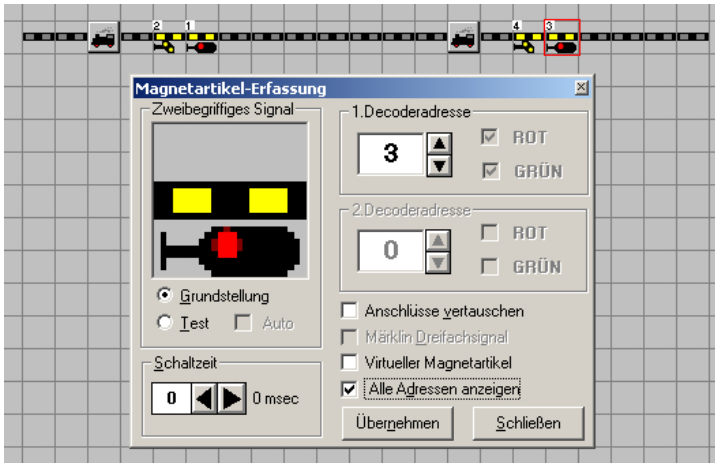 2 1 4 3
Magnetartikel-Erfassung
Zweibegriffiges Signal
1.Decoderadresse
3
ROT
GRÜN
2.Decoderadresse
0
ROT
GRÜN
Grundstellung
Test Auto
Anschlüsse vertauschen
Märklin Dreifachsignal
Virtueller Magnetartikel
Alle Adressen anzeigen
Schaltzeit
0 0 msec
Übernehmen Schließen